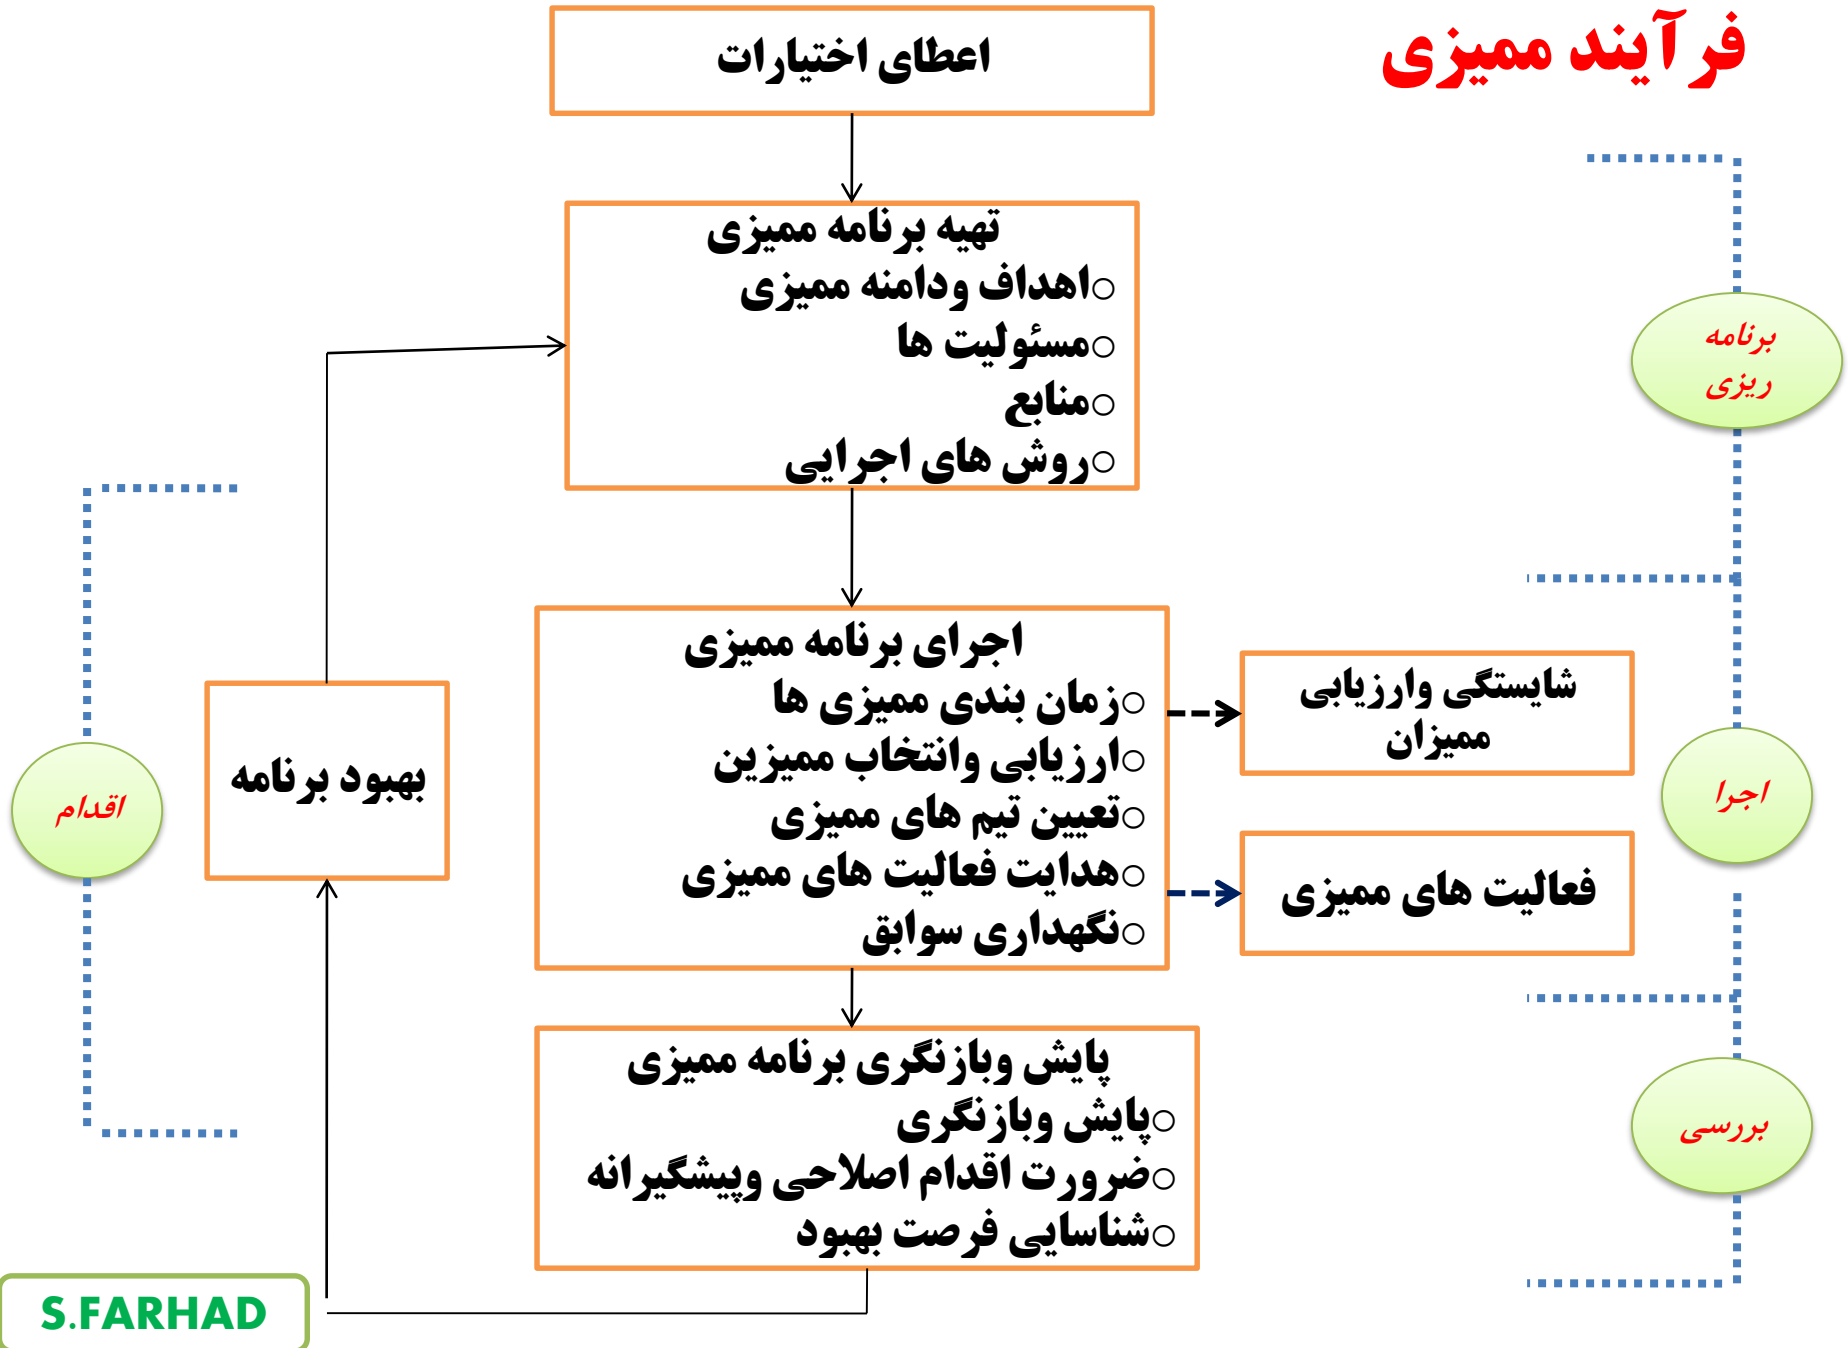 فرآیند ممیزی
اعطای اختیارات
تهیه برنامه ممیزی
○اهداف ودامنه ممیزی
○مسئولیت ها
○منابع
○روش های اجرایی
برنامه
ریزی
اجرای برنامه ممیزی
○زمان بندی ممیزی ها
○ارزیابی وانتخاب ممیزین
○تعیین تیم های ممیزی
○هدایت فعالیت های ممیزی
○نگهداری سوابق
شایستگی وارزیابی
ممیزان
فعالیت های ممیزی
اجرا
بهبود برنامه
اقدام
پایش وبازنگری برنامه ممیزی
○پایش وبازنگری
○ضرورت اقدام اصلاحی وپیشگیرانه
○شناسایی فرصت بهبود
بررسی
S.FARHAD